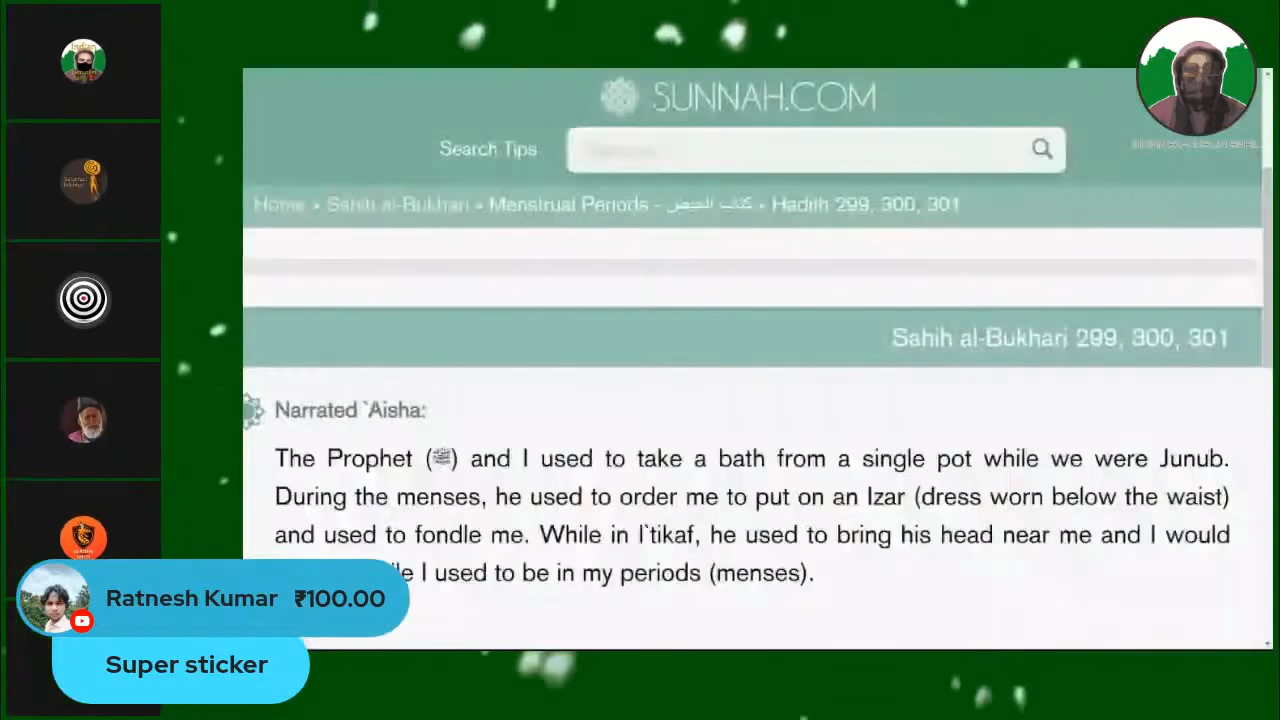 SUNNAH.COM
Search Tips
Home » Sahih al-Bukhari » Menstrual Periods - كتاب الحيض » Hadith 299, 300, 301
Sahih al-Bukhari 299, 300, 301
Narrated `Aisha:
The Prophet (ﷺ) and I used to take a bath from a single pot while we were Junub.
During the menses, he used to order me to put on an Izar (dress worn below the waist)
and used to fondle me. While in I`tikaf, he used to bring his head near me and I would
I used to be in my periods (menses).
Ratnesh Kumar ₹100.00
Super sticker
Indian